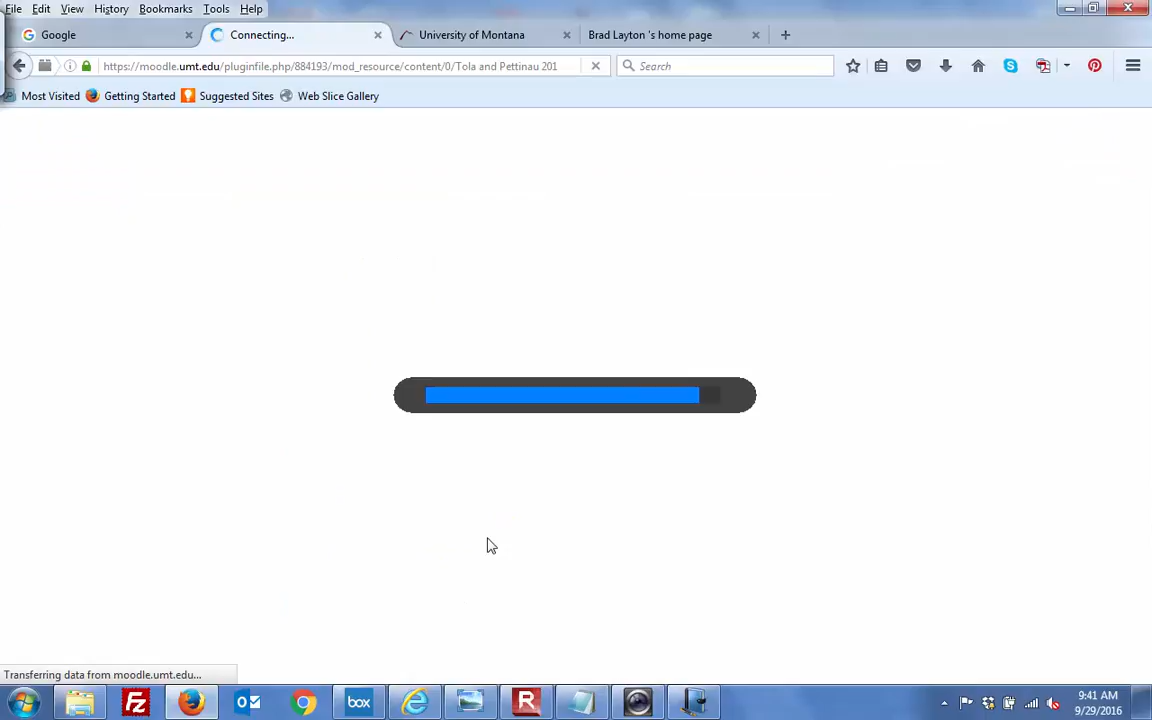 File Edit View History Bookmarks Tools Help
Google Connecting... University of Montana Brad Layton 's home page
https://moodle.umt.edu/pluginfile.php/884193/mod_resource/content/0/Tola and Pettinau 201 Search
Most Visited Getting Started Suggested Sites Web Slice Gallery
Transferring data from moodle.umt.edu...
box
9:41 AM
9/29/2016